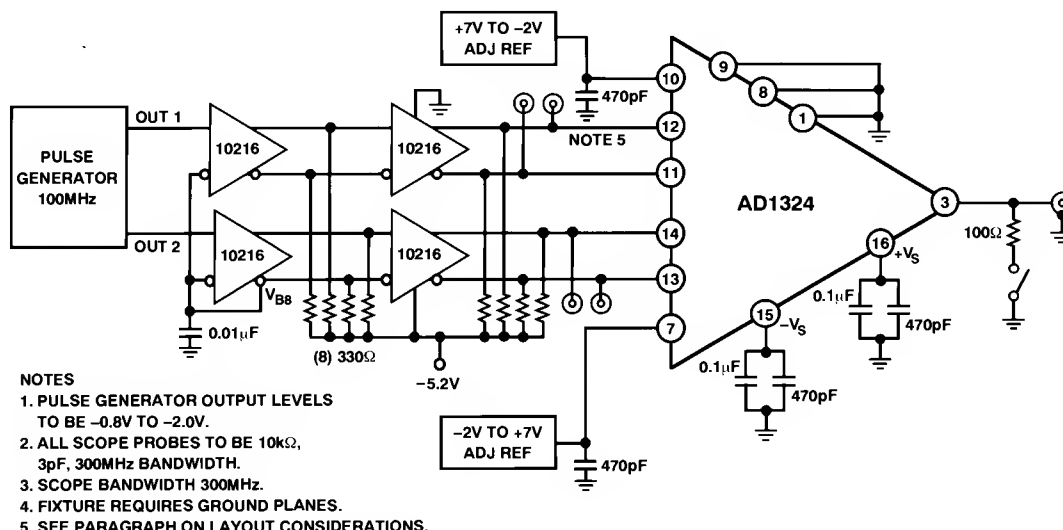 +7V TO –2V
ADJ REF
470pF
OUT 1
PULSE
GENERATOR
100MHz
OUT 2
10216
10216
10216
10216
V_BB
0.01µF
(8) 330Ω
–5.2V
NOTE 5
10
12
11
14
13
7
9
8
1
AD1324
3
100Ω
16
+V_S
0.1µF
470pF
15
–V_S
0.1µF
470pF
–2V TO +7V
ADJ REF
470pF
NOTES
1. PULSE GENERATOR OUTPUT LEVELS
TO BE –0.8V TO –2.0V.
2. ALL SCOPE PROBES TO BE 10kΩ,
3pF, 300MHz BANDWIDTH.
3. SCOPE BANDWIDTH 300MHz.
4. FIXTURE REQUIRES GROUND PLANES.
5. SEE PARAGRAPH ON LAYOUT CONSIDERATIONS.